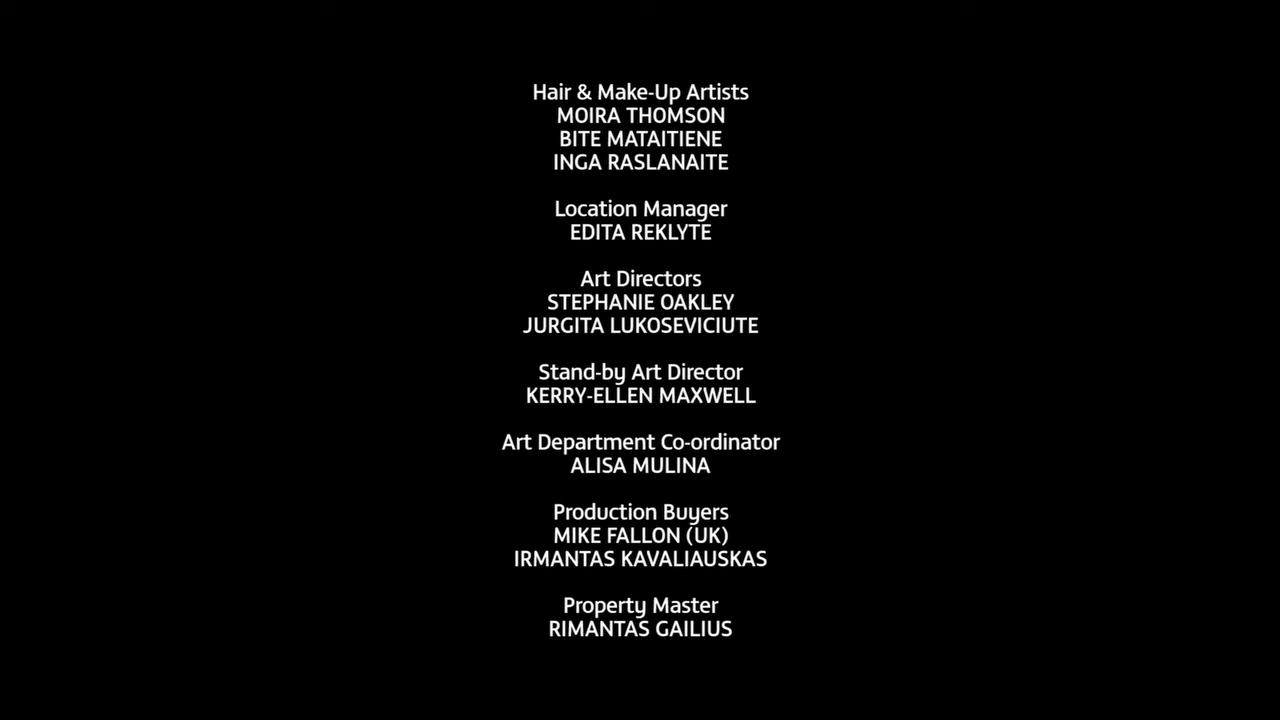 Hair & Make-Up Artists
MOIRA THOMSON
BITE MATAITIENE
INGA RASLANAITE
Location Manager
EDITA REKLYTE
Art Directors
STEPHANIE OAKLEY
JURGITA LUKOSEVICIUTE
Stand-by Art Director
KERRY-ELLEN MAXWELL
Art Department Co-ordinator
ALISA MULINA
Production Buyers
MIKE FALLON (UK)
IRMANTAS KAVALIAUSKAS
Property Master
RIMANTAS GAILIUS